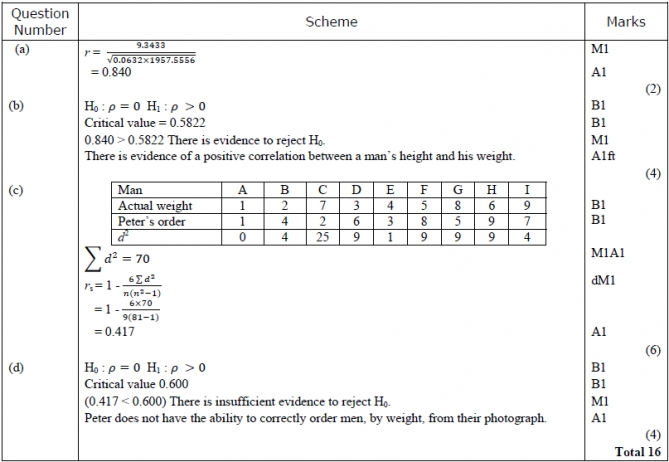 Question Number Scheme Marks
(a) r = 9.3433 / √0.0632×1957.5556 M1
= 0.840 A1
(2)
(b) H₀ : ρ = 0 H₁ : ρ > 0 B1
Critical value = 0.5822 B1
0.840 > 0.5822 There is evidence to reject H₀. M1
There is evidence of a positive correlation between a man's height and his weight. A1ft
(4)
(c) Man A B C D E F G H I
Actual weight 1 2 7 3 4 5 8 6 9 B1
Peter's order 1 4 2 6 3 8 5 9 7 B1
d² 0 4 25 9 1 9 9 9 4
∑ d² = 70 M1A1
rₛ = 1 - 6∑d² / n(n²−1) dM1
= 1 - 6×70 / 9(81−1)
= 0.417 A1
(6)
(d) H₀ : ρ = 0 H₁ : ρ > 0 B1
Critical value 0.600 B1
(0.417 < 0.600) There is insufficient evidence to reject H₀. M1
Peter does not have the ability to correctly order men, by weight, from their photograph. A1
(4)
Total 16